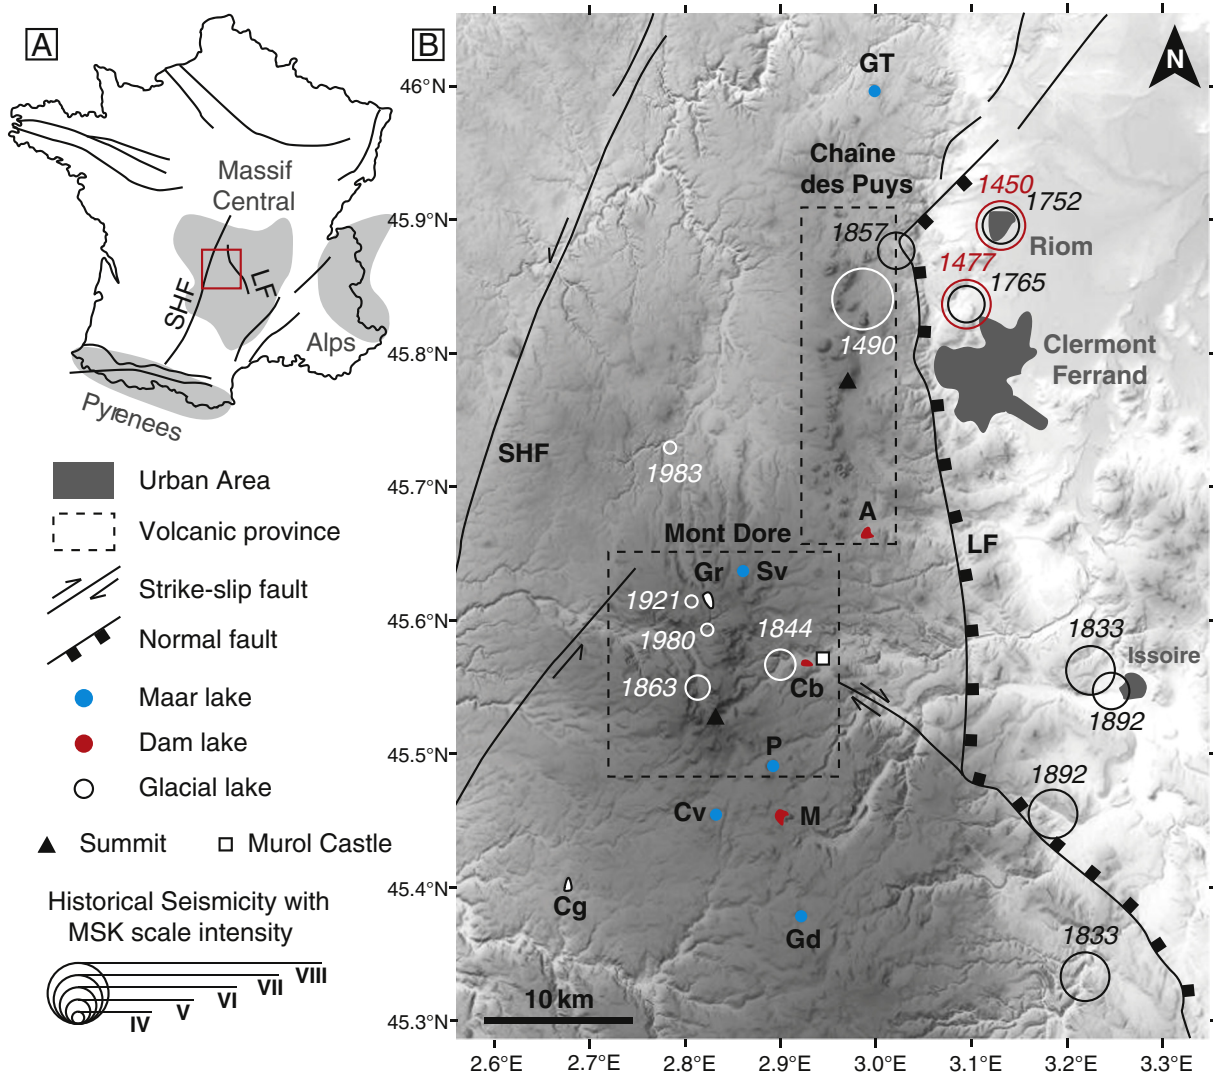 A
Massif
Central
SHF
LF
Alps
Pyrenees
Urban Area
Volcanic province
Strike-slip fault
Normal fault
Maar lake
Dam lake
Glacial lake
Summit
Murol Castle
Historical Seismicity with
MSK scale intensity
VIII
VII
VI
V
IV
B
N
46°N
45.9°N
45.8°N
45.7°N
45.6°N
45.5°N
45.4°N
45.3°N
GT
Chaîne
des Puys
1450
1752
Riom
1857
1477
1765
1490
Clermont
Ferrand
SHF
1983
A
Mont Dore
LF
Gr
Sv
1921
1980
1844
1833
Issoire
1863
Cb
1892
P
1892
Cv
M
Cg
Gd
1833
10 km
2.6°E
2.7°E
2.8°E
2.9°E
3.0°E
3.1°E
3.2°E
3.3°E